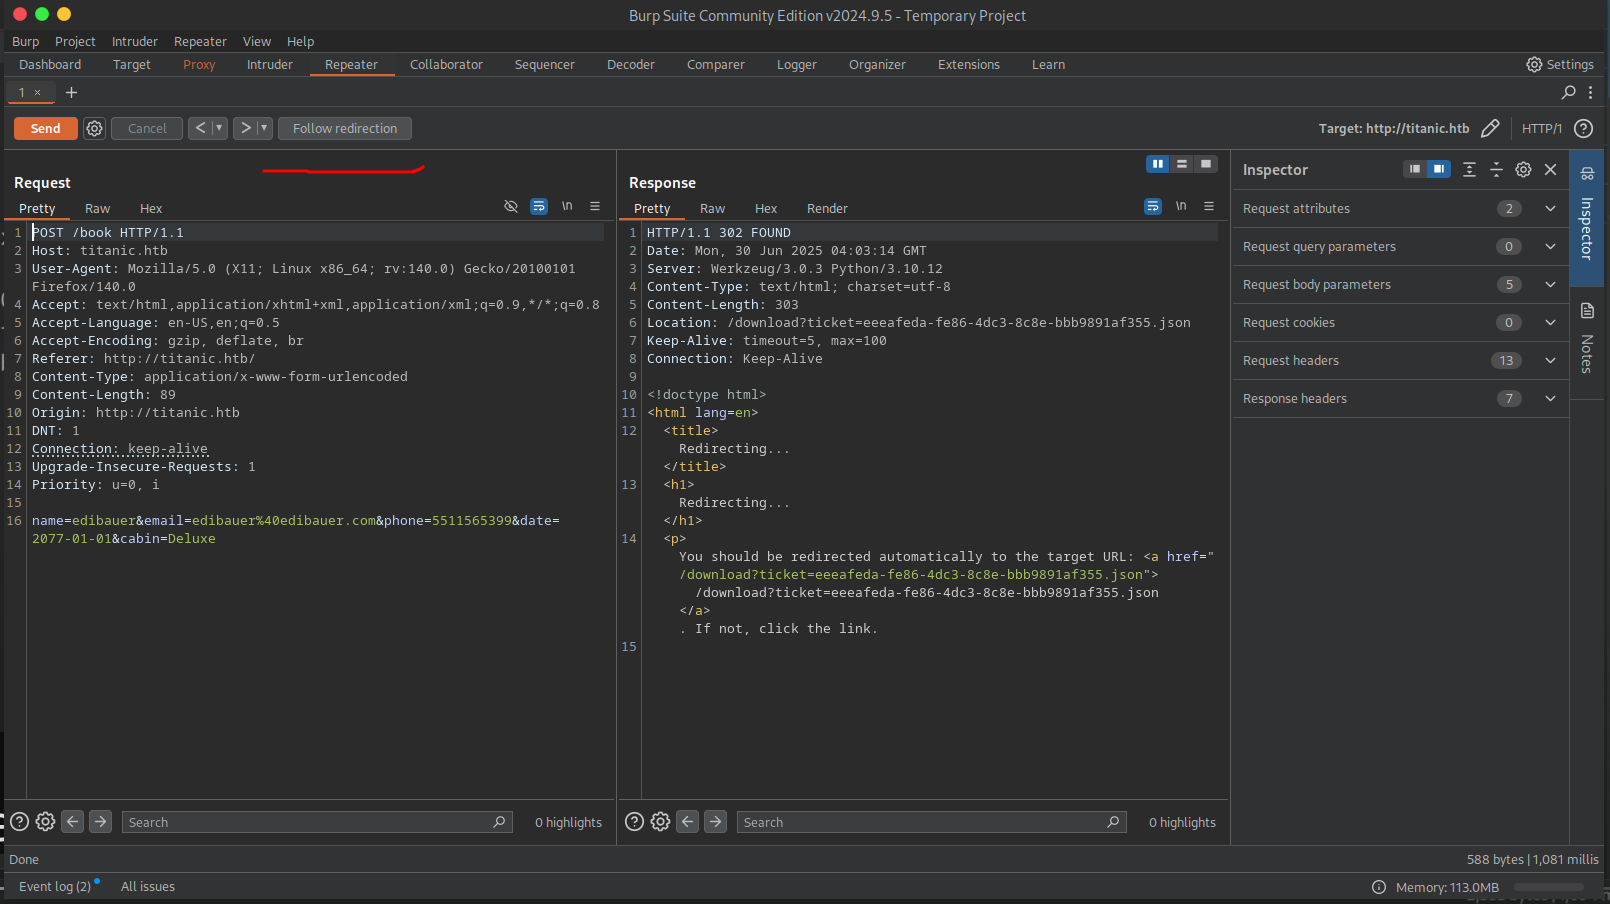 Burp Suite Community Edition v2024.9.5 - Temporary Project
Burp Project Intruder Repeater View Help
Dashboard Target Proxy Intruder Repeater Collaborator Sequencer Decoder Comparer Logger Organizer Extensions Learn Settings
1 × +
Send Cancel < > Follow redirection Target: http://titanic.htb HTTP/1 ?
Request
Pretty Raw Hex \n
1 POST /book HTTP/1.1
2 Host: titanic.htb
3 User-Agent: Mozilla/5.0 (X11; Linux x86_64; rv:140.0) Gecko/20100101
Firefox/140.0
4 Accept: text/html,application/xhtml+xml,application/xml;q=0.9,*/*;q=0.8
5 Accept-Language: en-US,en;q=0.5
6 Accept-Encoding: gzip, deflate, br
7 Referer: http://titanic.htb/
8 Content-Type: application/x-www-form-urlencoded
9 Content-Length: 89
10 Origin: http://titanic.htb
11 DNT: 1
12 Connection: keep-alive
13 Upgrade-Insecure-Requests: 1
14 Priority: u=0, i
15
16 name=edibauer&email=edibauer%40edibauer.com&phone=5511565399&date=
2077-01-01&cabin=Deluxe
? Search 0 highlights
Response
Pretty Raw Hex Render \n
1 HTTP/1.1 302 FOUND
2 Date: Mon, 30 Jun 2025 04:03:14 GMT
3 Server: Werkzeug/3.0.3 Python/3.10.12
4 Content-Type: text/html; charset=utf-8
5 Content-Length: 303
6 Location: /download?ticket=eeeafeda-fe86-4dc3-8c8e-bbb9891af355.json
7 Keep-Alive: timeout=5, max=100
8 Connection: Keep-Alive
9
10 <!doctype html>
11 <html lang=en>
12 <title>
Redirecting...
</title>
13 <h1>
Redirecting...
</h1>
14 <p>
You should be redirected automatically to the target URL: <a href="
/download?ticket=eeeafeda-fe86-4dc3-8c8e-bbb9891af355.json">
/download?ticket=eeeafeda-fe86-4dc3-8c8e-bbb9891af355.json
</a>
. If not, click the link.
15
? Search 0 highlights
Inspector
Request attributes 2
Request query parameters 0
Request body parameters 5
Request cookies 0
Request headers 13
Response headers 7
Inspector
Notes
Done 588 bytes | 1,081 millis
Event log (2) All issues Memory: 113.0MB